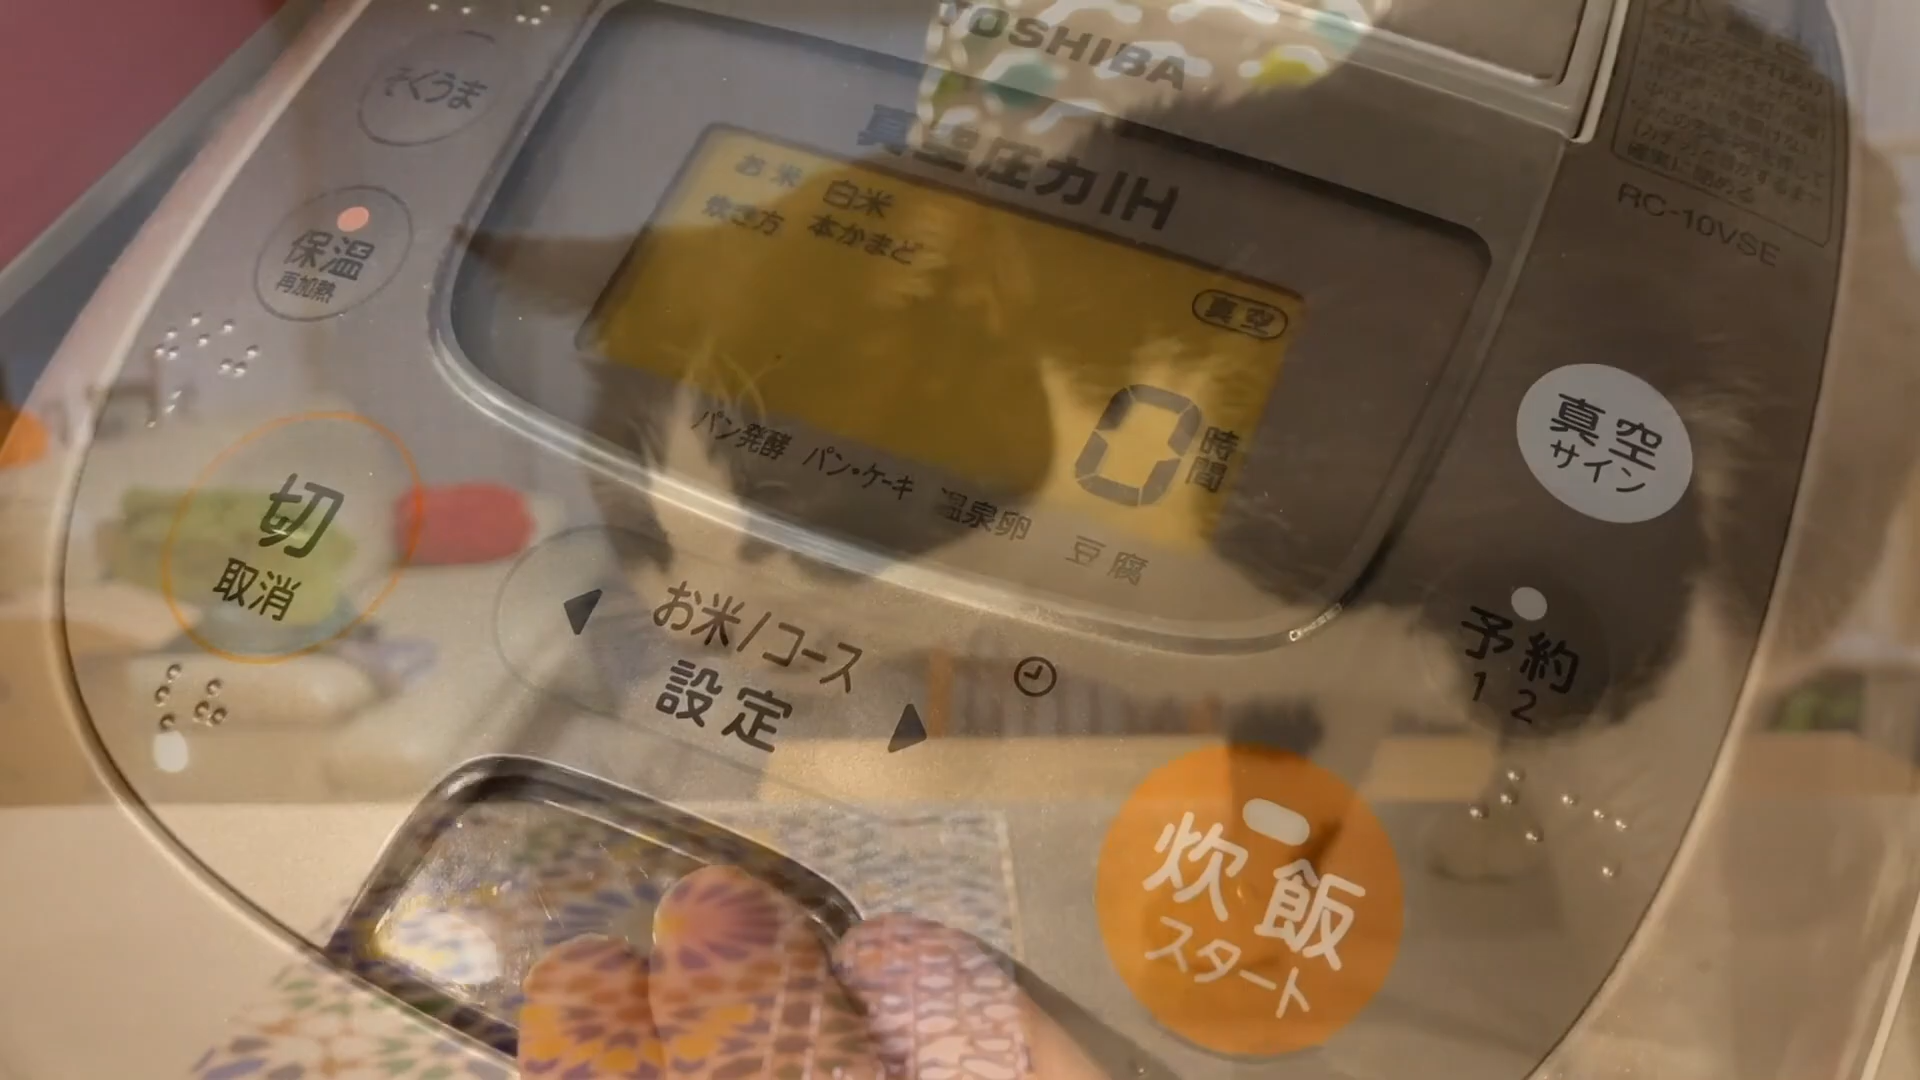 TOSHIBA
真空圧力IH
そくうま
お米 白米
炊き方 本かまど
真空
RC-10VSE
保温
再加熱
0時間
パン発酵 パン・ケーキ 温泉卵 豆腐
真空
サイン
切
取消
お米/コース
設定
予約
1 2
炊飯
スタート